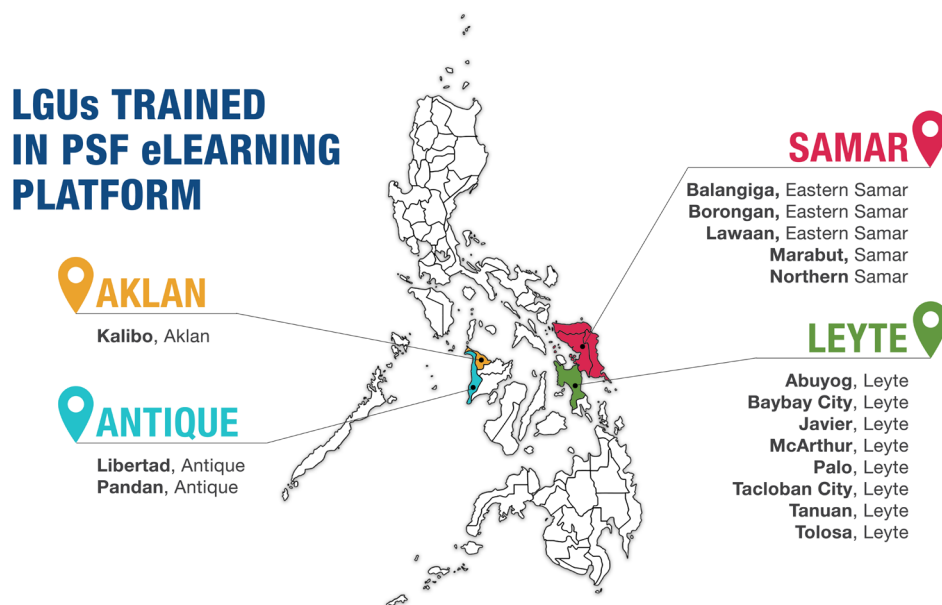 LGUs TRAINED
IN PSF eLEARNING
PLATFORM
AKLAN
Kalibo, Aklan
ANTIQUE
Libertad, Antique
Pandan, Antique
SAMAR
Balangiga, Eastern Samar
Borongan, Eastern Samar
Lawaan, Eastern Samar
Marabut, Samar
Northern Samar
LEYTE
Abuyog, Leyte
Baybay City, Leyte
Javier, Leyte
McArthur, Leyte
Palo, Leyte
Tacloban City, Leyte
Tanuan, Leyte
Tolosa, Leyte